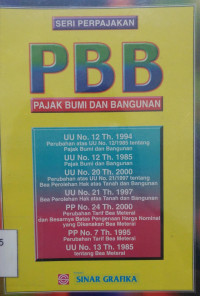 SERI PERPAJAKAN
PBB
PAJAK BUMI DAN BANGUNAN
UU No. 12 Th. 1994
Perubahan atas UU No. 12/1985 tentang
Pajak Bumi dan Bangunan
UU No. 12 Th. 1985
Pajak Bumi dan Bangunan
UU No. 20 Th. 2000
Perubahan atas UU No. 21/1997 tentang
Bea Perolehan Hak atas Tanah dan Bangunan
UU No. 21 Th. 1997
Bea Perolehan Hak atas Tanah dan Bangunan
PP No. 24 Th. 2000
Perubahan Tarif Bea Meterai
dan Besarnya Batas Pengenaan Harga Nominal
yang Dikenakan Bea Meterai
PP No. 7 Th. 1995
Perubahan Tarif Bea Meterai
UU No. 13 Th. 1985
tentang Bea Meterai
SINAR GRAFIKA
5